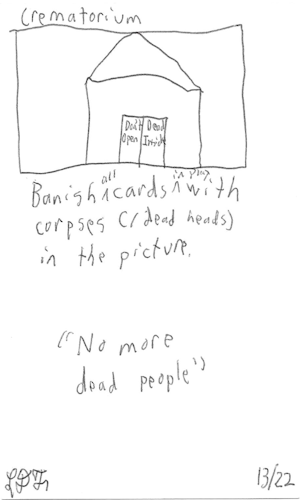 Crematorium
Don't Dead
Open Inside
Banish all cards in play with
corpses (/dead heads)
in the picture.
"No more
dead people"
13/22